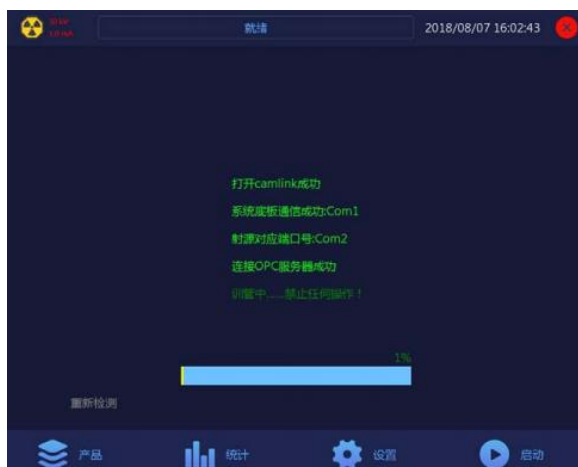 就绪
2018/08/07 16:02:43
打开camlink成功
系统底板通信成功:Com1
射源对应端口号:Com2
连接OPC服务器成功
训管中......禁止任何操作！
1%
重新检测
产品
统计
设置
启动